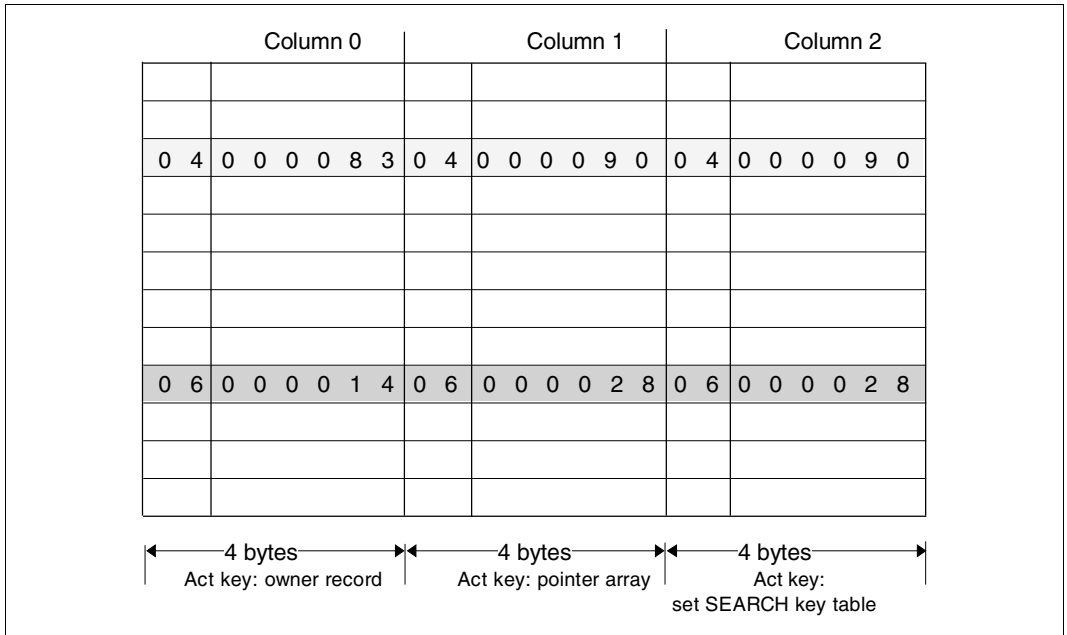 Column 0 Column 1 Column 2
0 4 0 0 0 0 8 3 0 4 0 0 0 0 9 0 0 4 0 0 0 0 9 0
0 6 0 0 0 0 1 4 0 6 0 0 0 0 2 8 0 6 0 0 0 0 2 8
4 bytes 4 bytes 4 bytes
Act key: owner record Act key: pointer array Act key:
set SEARCH key table